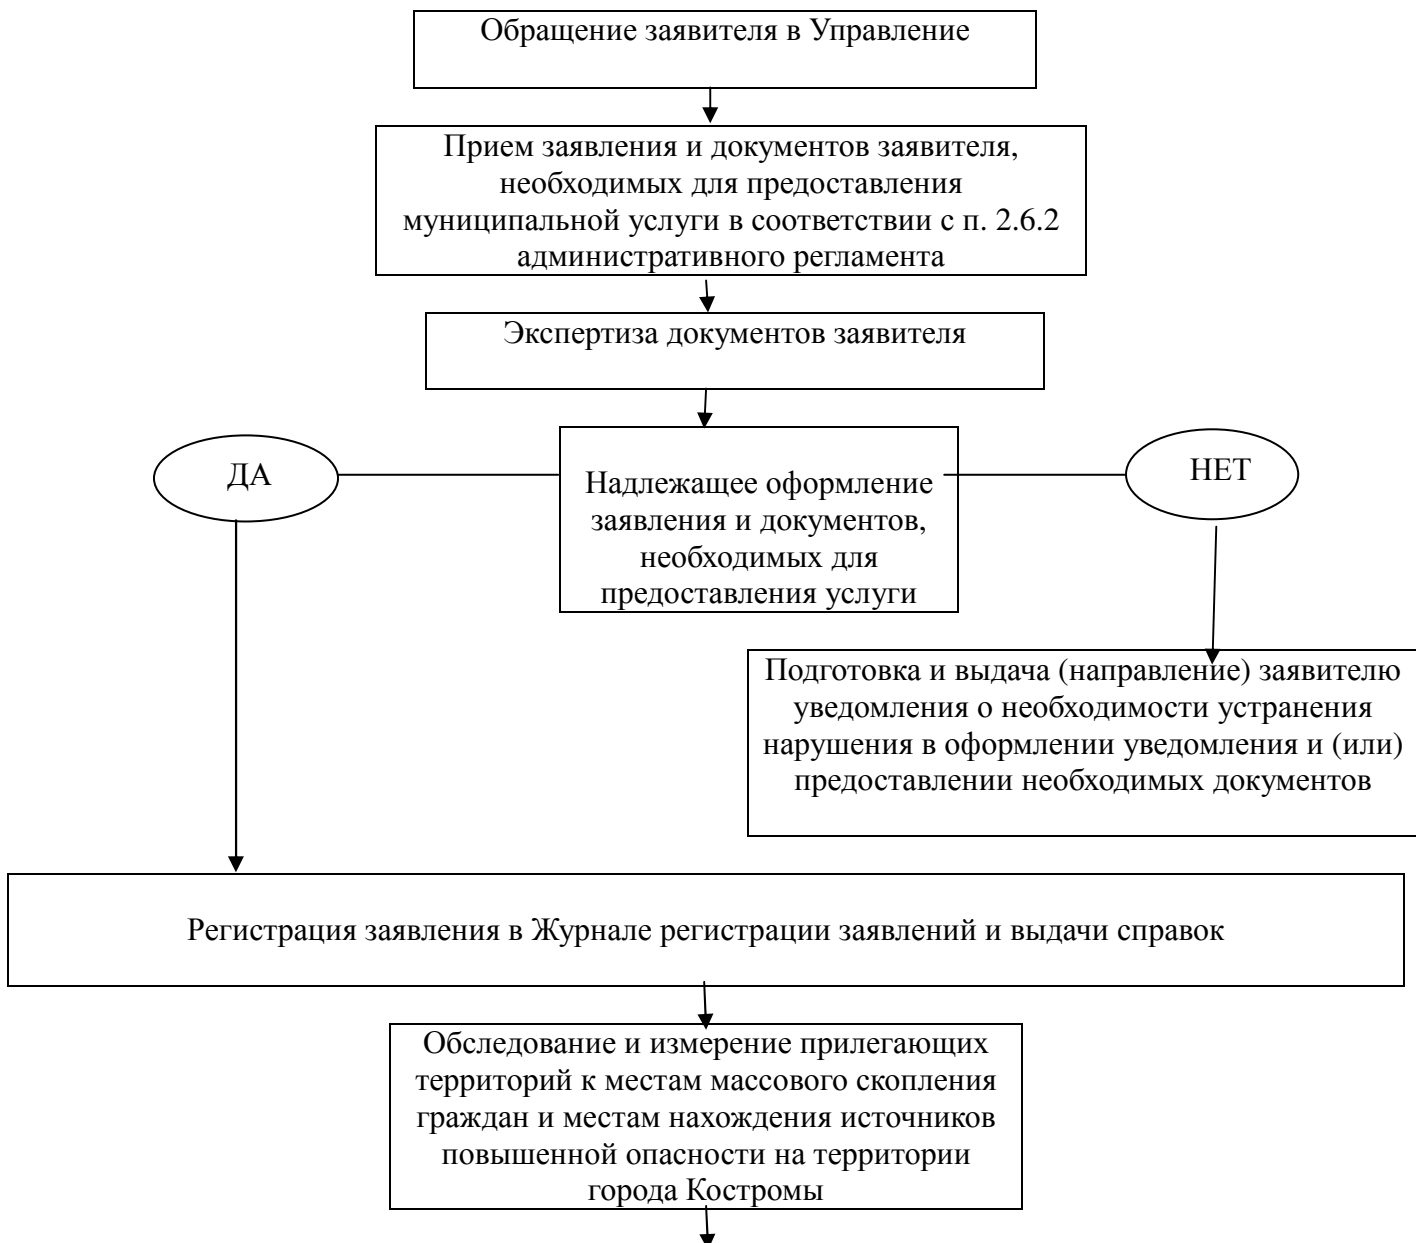 Обращение заявителя в Управление
Прием заявления и документов заявителя,
необходимых для предоставления
муниципальной услуги в соответствии с п. 2.6.2
административного регламента
Экспертиза документов заявителя
ДА
Надлежащее оформление
заявления и документов,
необходимых для
предоставления услуги
НЕТ
Подготовка и выдача (направление) заявителю
уведомления о необходимости устранения
нарушения в оформлении уведомления и (или)
предоставлении необходимых документов
Регистрация заявления в Журнале регистрации заявлений и выдачи справок
Обследование и измерение прилегающих
территорий к местам массового скопления
граждан и местам нахождения источников
повышенной опасности на территории
города Костромы